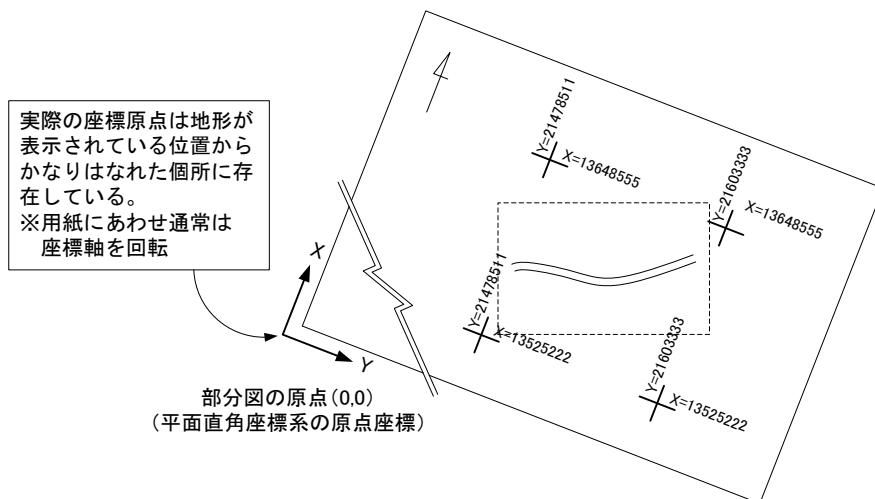 実際の座標原点は地形が
表示されている位置から
かなりはなれた個所に存
在している。
※用紙にあわせ通常は
座標軸を回転
X
Y
部分図の原点(0,0)
(平面直角座標系の原点座標)
Y=21478511
X=13648555
Y=21603333
X=13648555
Y=21478511
X=13525222
Y=21603333
X=13525222